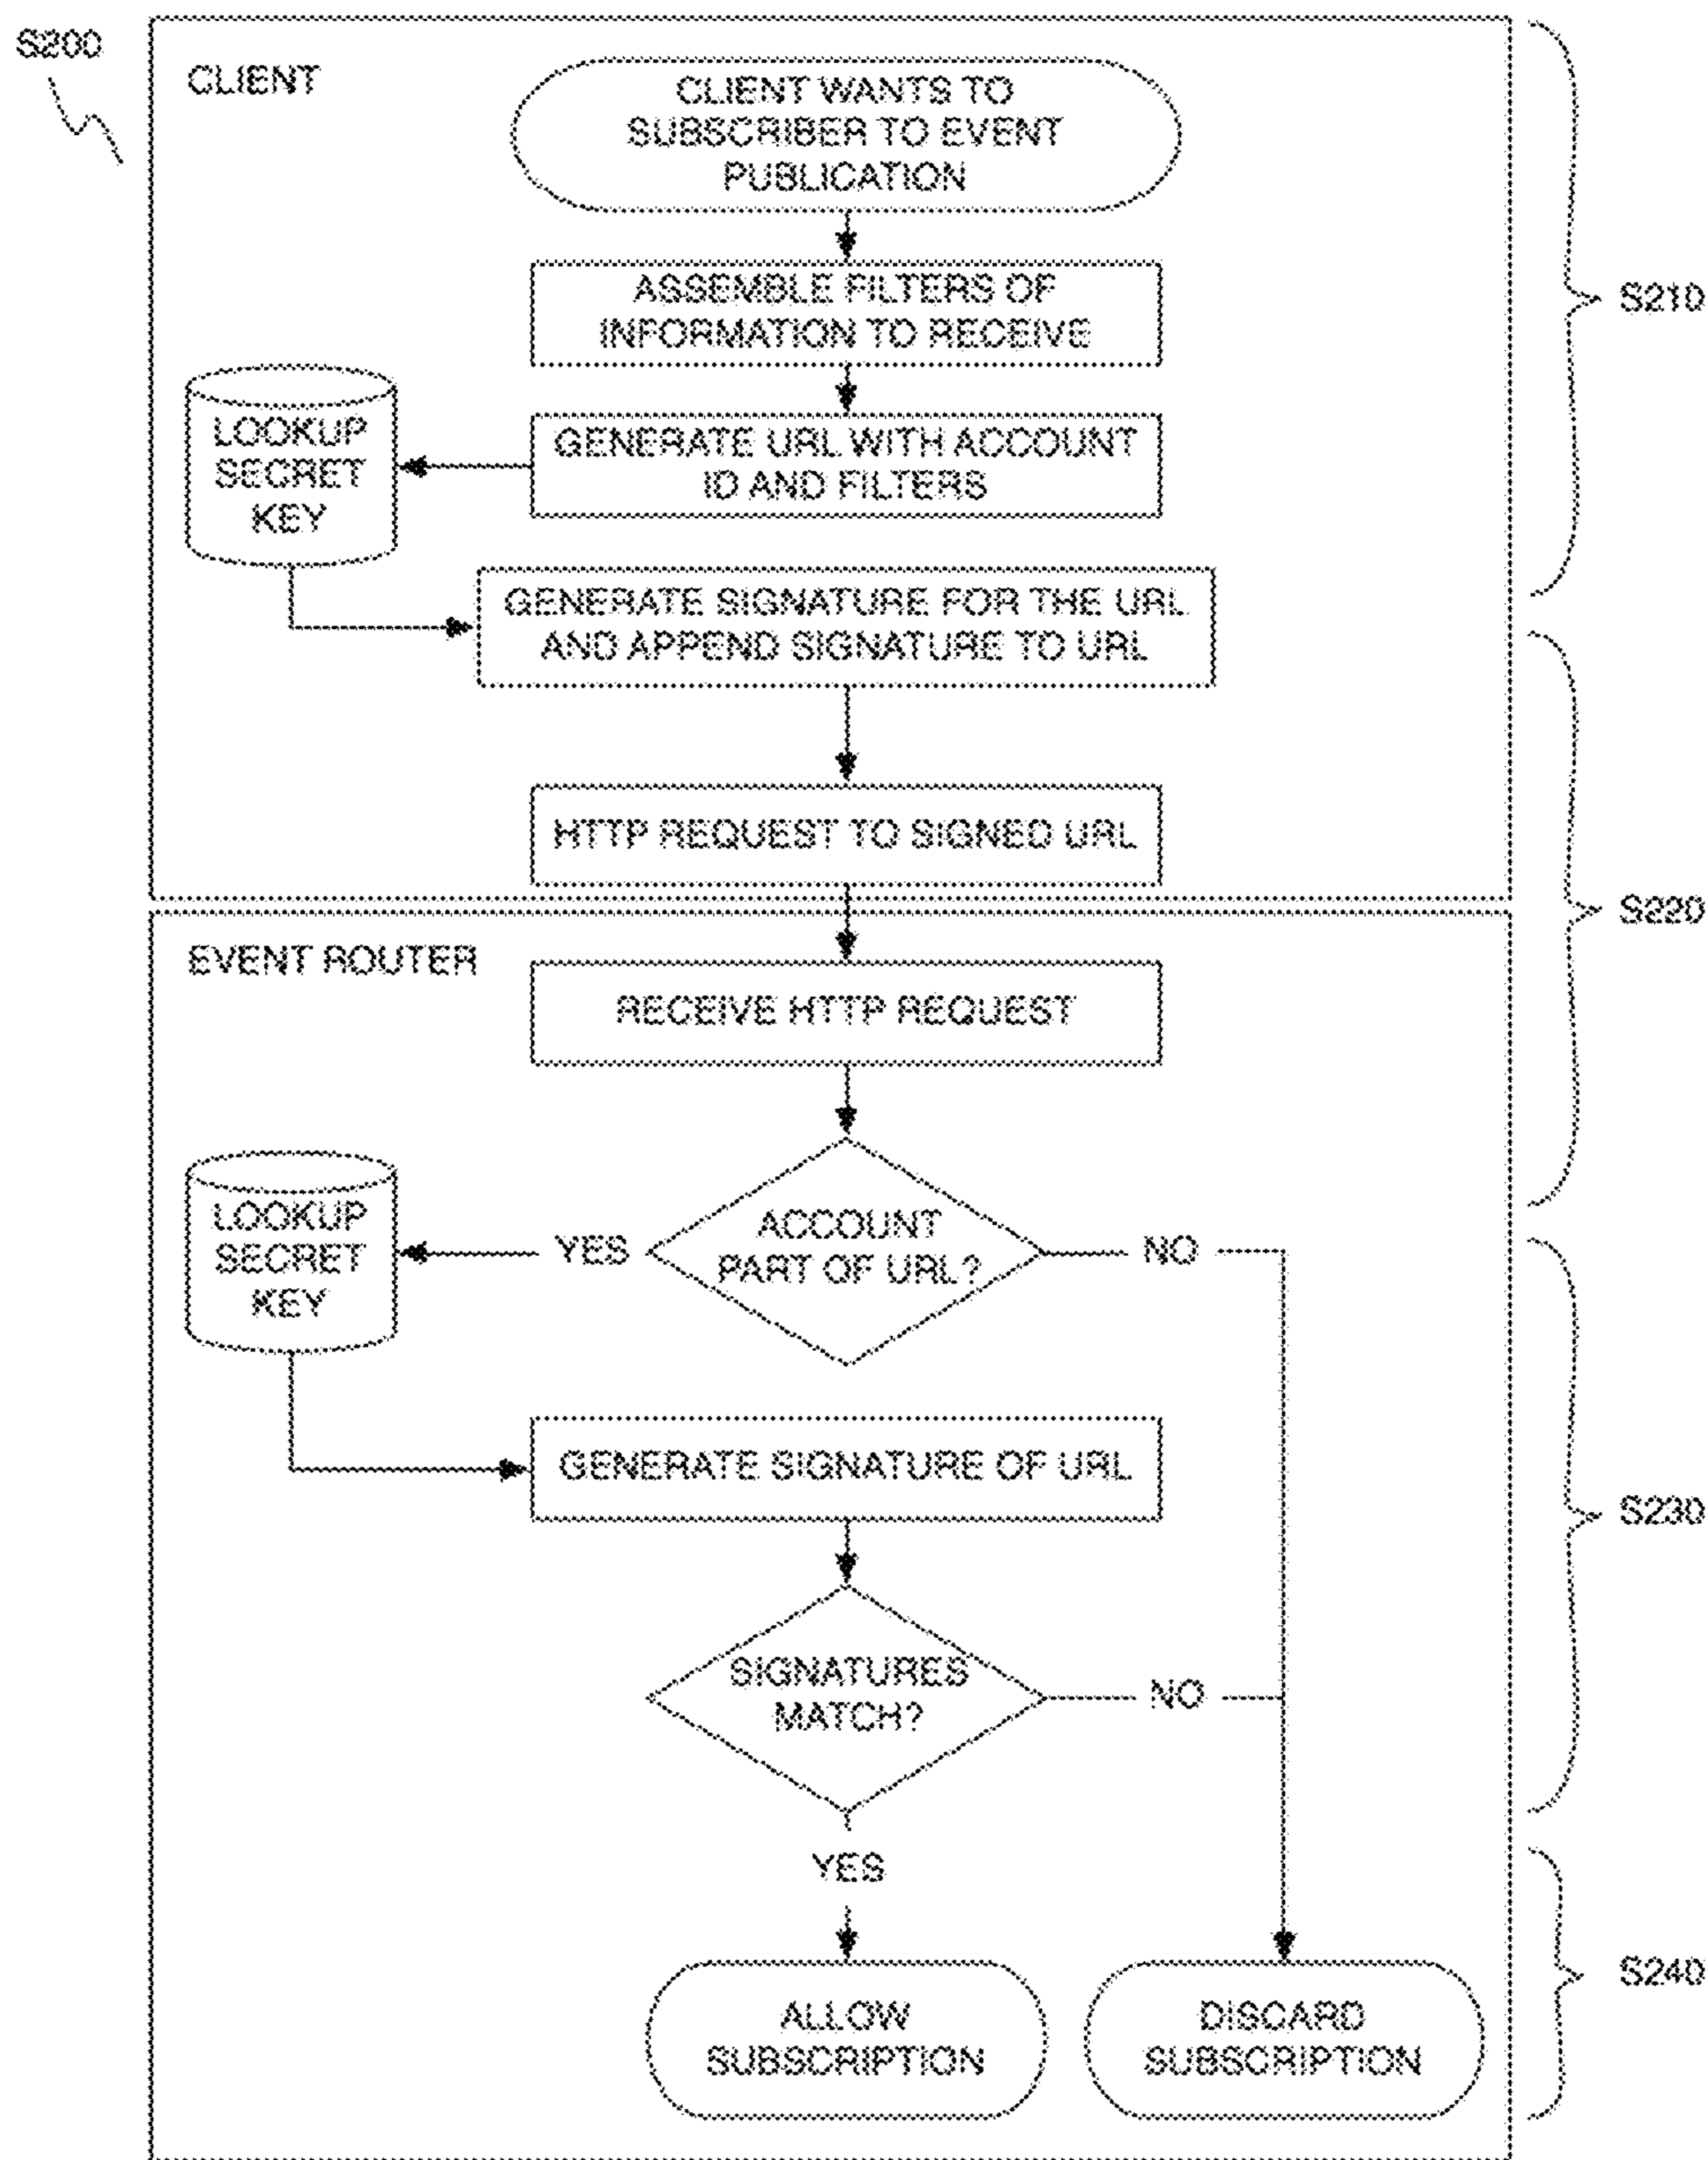 S200
CLIENT
CLIENT WANTS TO
SUBSCRIBER TO EVENT
PUBLICATION
ASSEMBLE FILTERS OF
INFORMATION TO RECEIVE
S210
LOOKUP
SECRET
KEY
GENERATE URL WITH ACCOUNT
ID AND FILTERS
GENERATE SIGNATURE FOR THE URL
AND APPEND SIGNATURE TO URL
HTTP REQUEST TO SIGNED URL
S220
EVENT ROUTER
RECEIVE HTTP REQUEST
LOOKUP
SECRET
KEY
YES
ACCOUNT
PART OF URL?
NO
GENERATE SIGNATURE OF URL
S230
SIGNATURES
MATCH?
NO
YES
S240
ALLOW
SUBSCRIPTION
DISCARD
SUBSCRIPTION